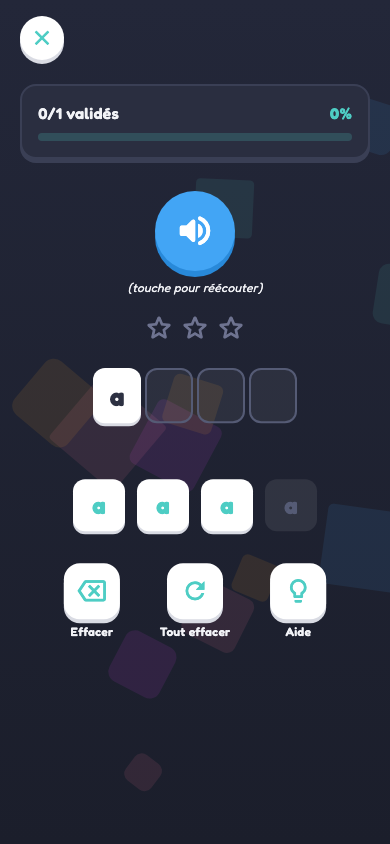 0/1 validés 0%
(touche pour réécouter)
a
a a a a
Effacer Tout effacer Aide